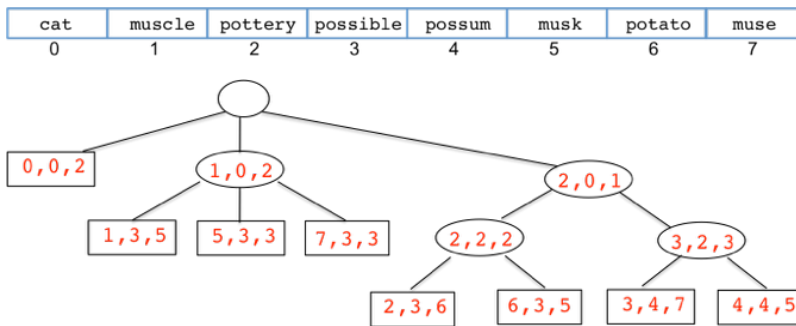 cat muscle pottery possible possum musk potato muse
0 1 2 3 4 5 6 7
0,0,2 1,0,2 2,0,1
1,3,5 5,3,3 7,3,3 2,2,2 3,2,3
2,3,6 6,3,5 3,4,7 4,4,5